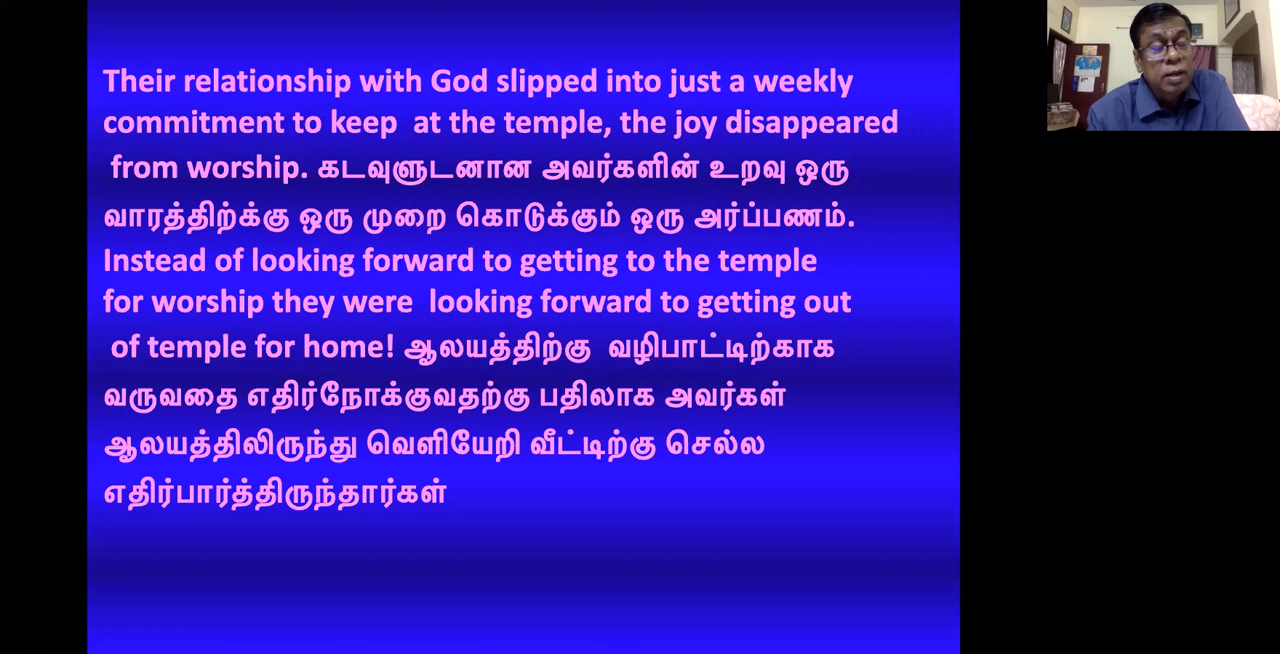 Their relationship with God slipped into just a weekly
commitment to keep at the temple, the joy disappeared
from worship. கடவுளுடனான அவர்களின் உறவு ஒரு
வாரத்திற்க்கு ஒரு முறை கொடுக்கும் ஒரு அர்ப்பணம்.
Instead of looking forward to getting to the temple
for worship they were looking forward to getting out
of temple for home! ஆலயத்திற்கு வழிபாட்டிற்காக
வருவதை எதிர்நோக்குவதற்கு பதிலாக அவர்கள்
ஆலயத்திலிருந்து வெளியேறி வீட்டிற்கு செல்ல
எதிர்பார்த்திருந்தார்கள்